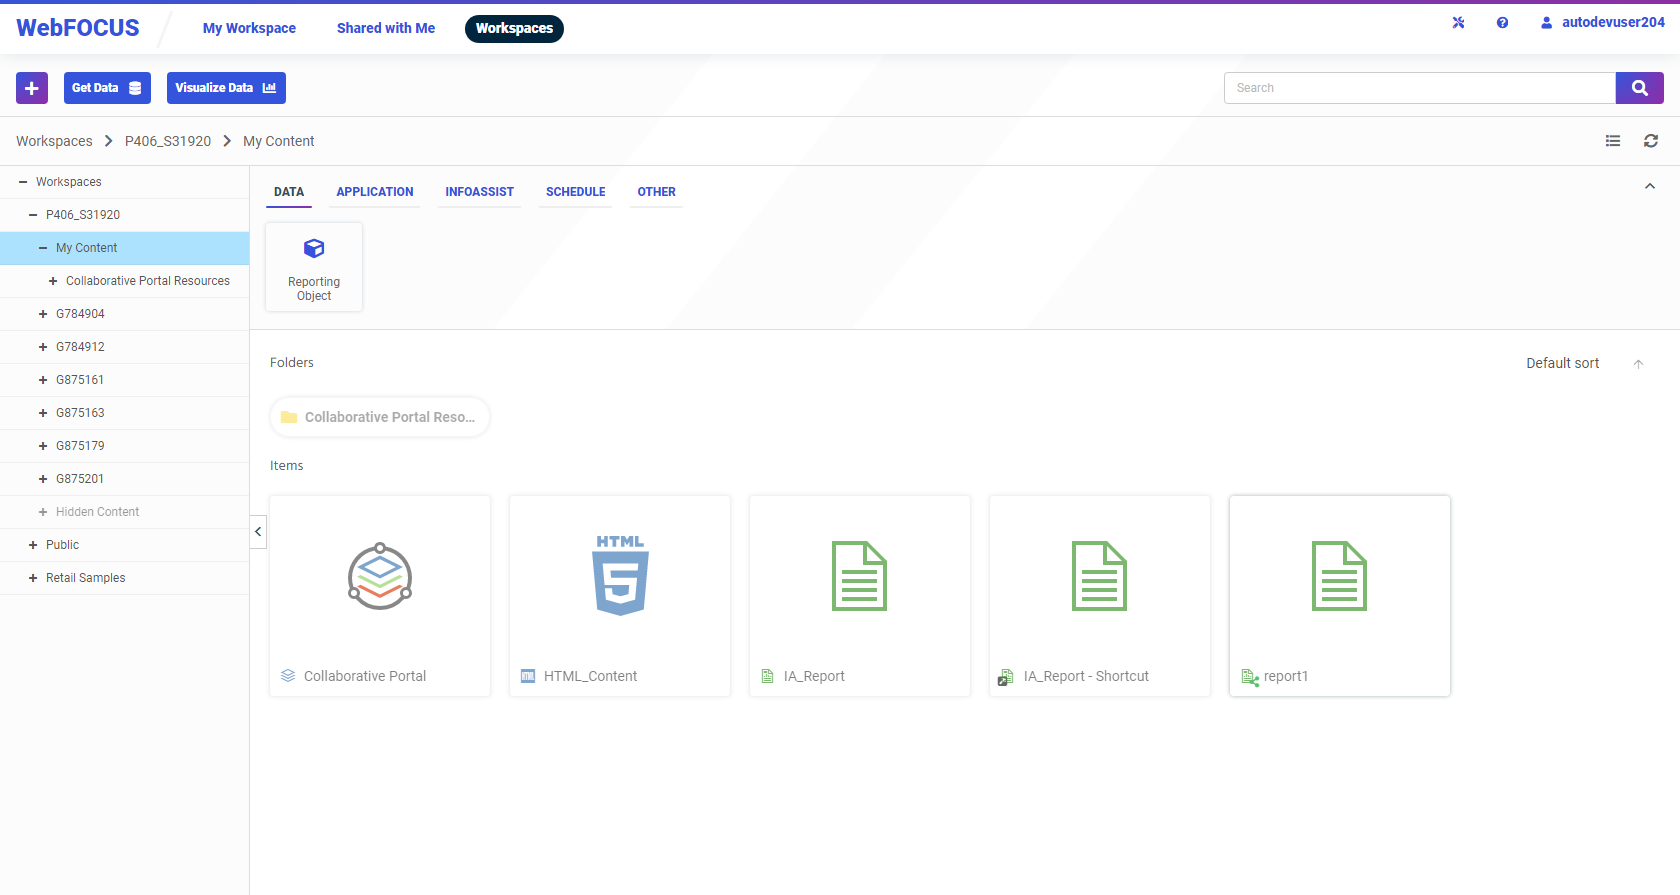 WebFOCUS
My Workspace
Shared with Me
Workspaces
autodevuser204
Get Data
Visualize Data
Search
Workspaces
P406_S31920
My Content
Workspaces
P406_S31920
My Content
Collaborative Portal Resources
G784904
G784912
G875161
G875163
G875179
G875201
Hidden Content
Public
Retail Samples
DATA
APPLICATION
INFOASSIST
SCHEDULE
OTHER
Reporting
Object
Folders
Default sort
Collaborative Portal Reso...
Items
HTML
Collaborative Portal
HTML_Content
IA_Report
IA_Report - Shortcut
report1